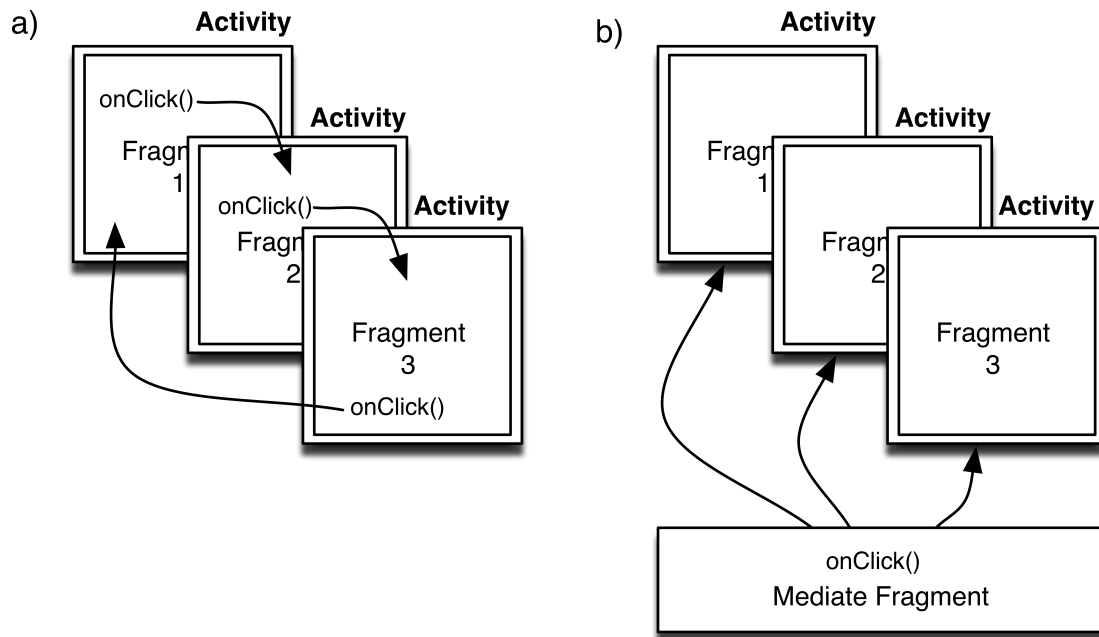 a)
Activity
onClick()
Fragm
1
Activity
onClick()
Fragm
2
Activity
Fragment
3
onClick()
b)
Activity
Fragm
1
Activity
Fragm
2
Activity
Fragment
3
onClick()
Mediate Fragment